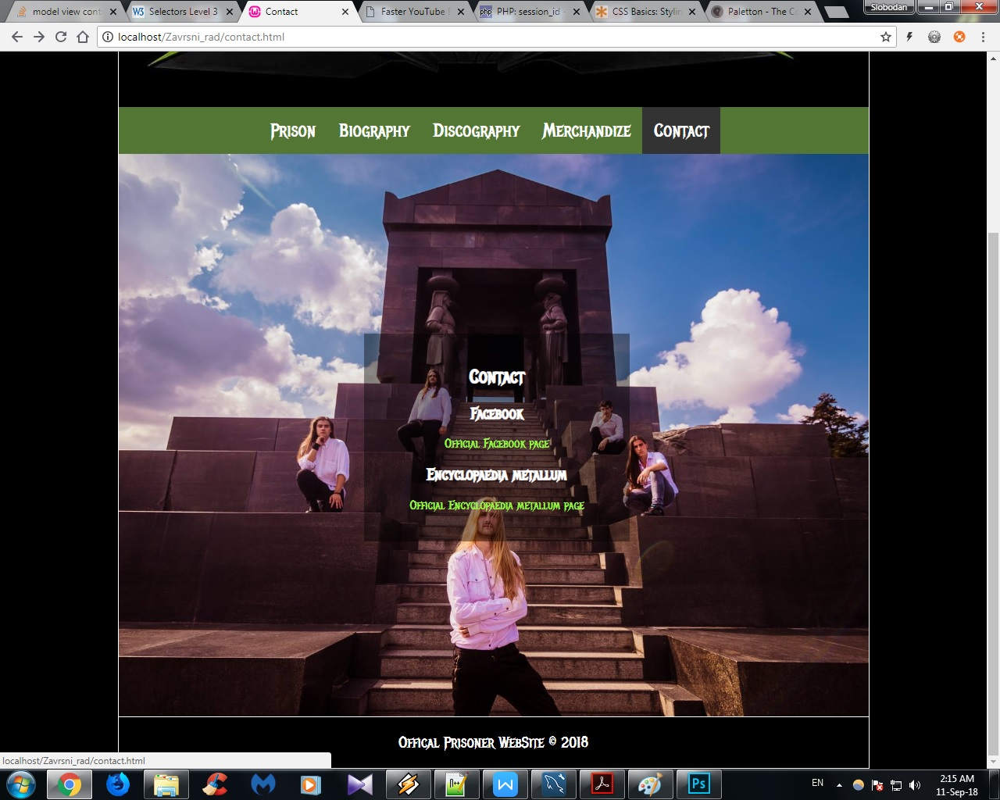 model view cont
Selectors Level 3
Contact
Faster YouTube
PHP: session_id -
CSS Basics: Stylin
Paletton - The Co
Slobodan
localhost/Zavrsni_rad/contact.html
Prison Biography Discography Merchandize Contact
Contact
Facebook
Official Facebook page
Encyclopaedia metallum
Official Encyclopaedia metallum page
Offical Prisoner WebSite © 2018
localhost/Zavrsni_rad/contact.html
EN
2:15 AM
11-Sep-18